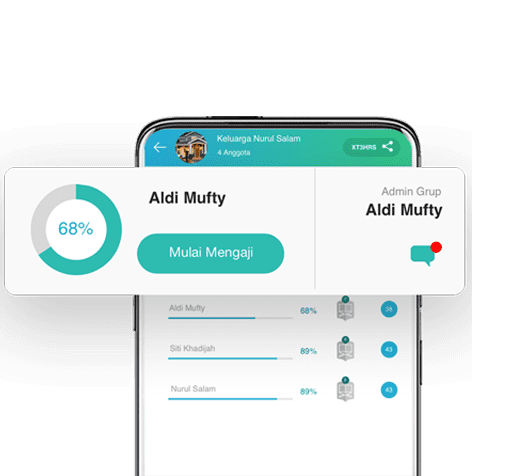 Keluarga Nurul Salam
4 Anggota
XT3HRS
68%
Aldi Mufty
Mulai Mengaji
Admin Grup
Aldi Mufty
Aldi Mufty 68% 38
Siti Khadijah 89% 43
Nurul Salam 89% 43